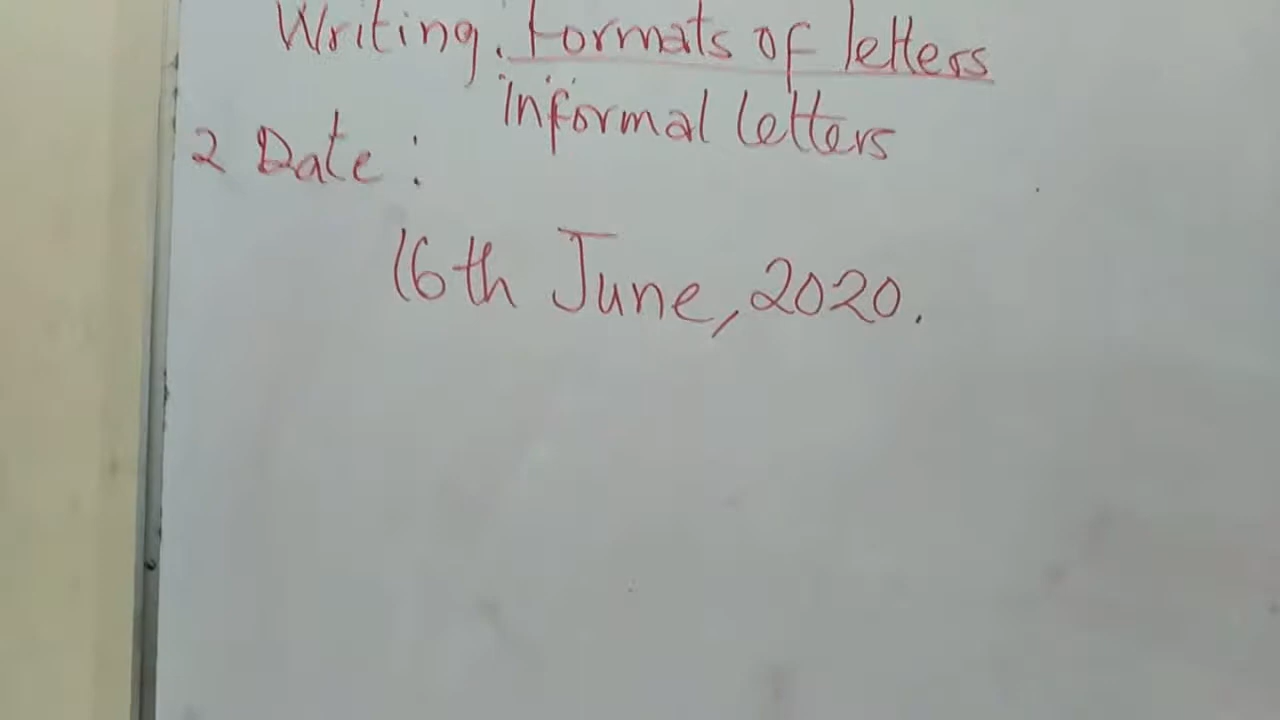 Writing. Formats of letters
Informal letters
2 Date:
16th June, 2020.